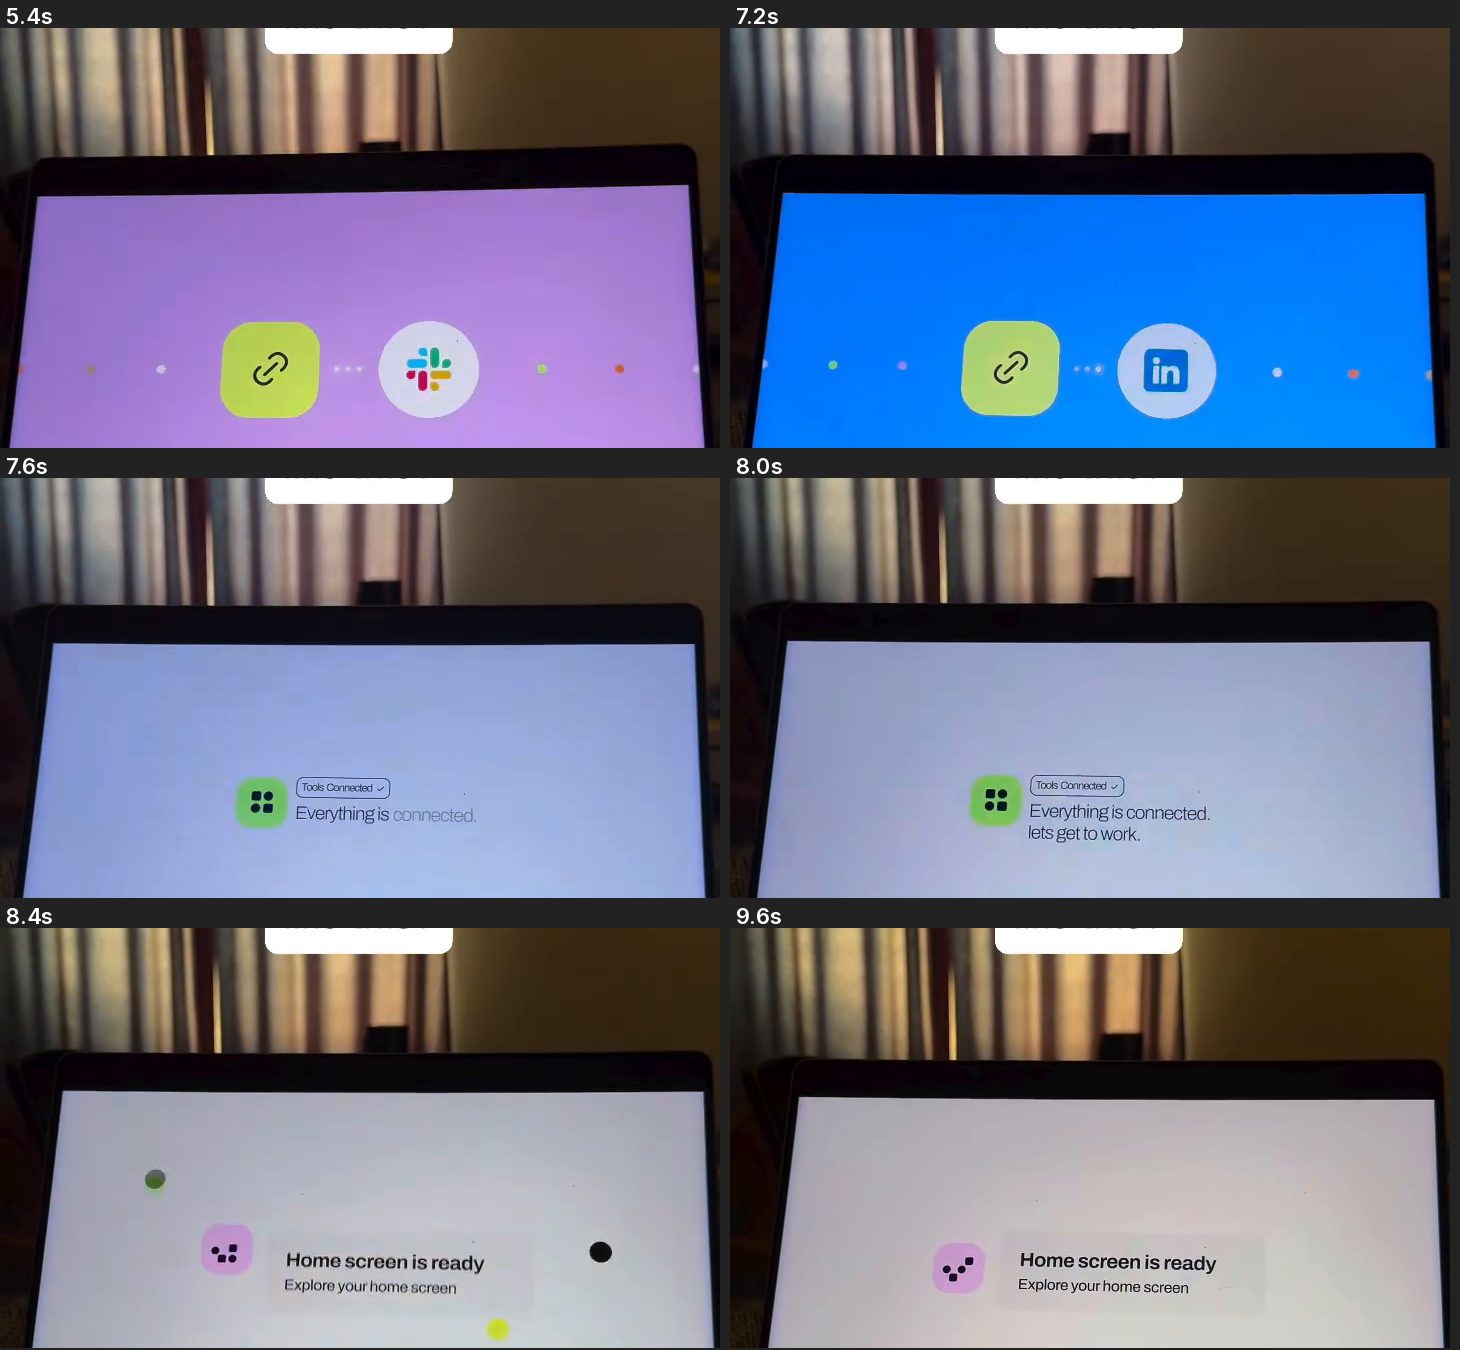 5.4s
7.2s
in
7.6s
8.0s
Tools Connected
Everything is connected.
Tools Connected
Everything is connected.
lets get to work.
8.4s
9.6s
Home screen is ready
Explore your home screen
Home screen is ready
Explore your home screen